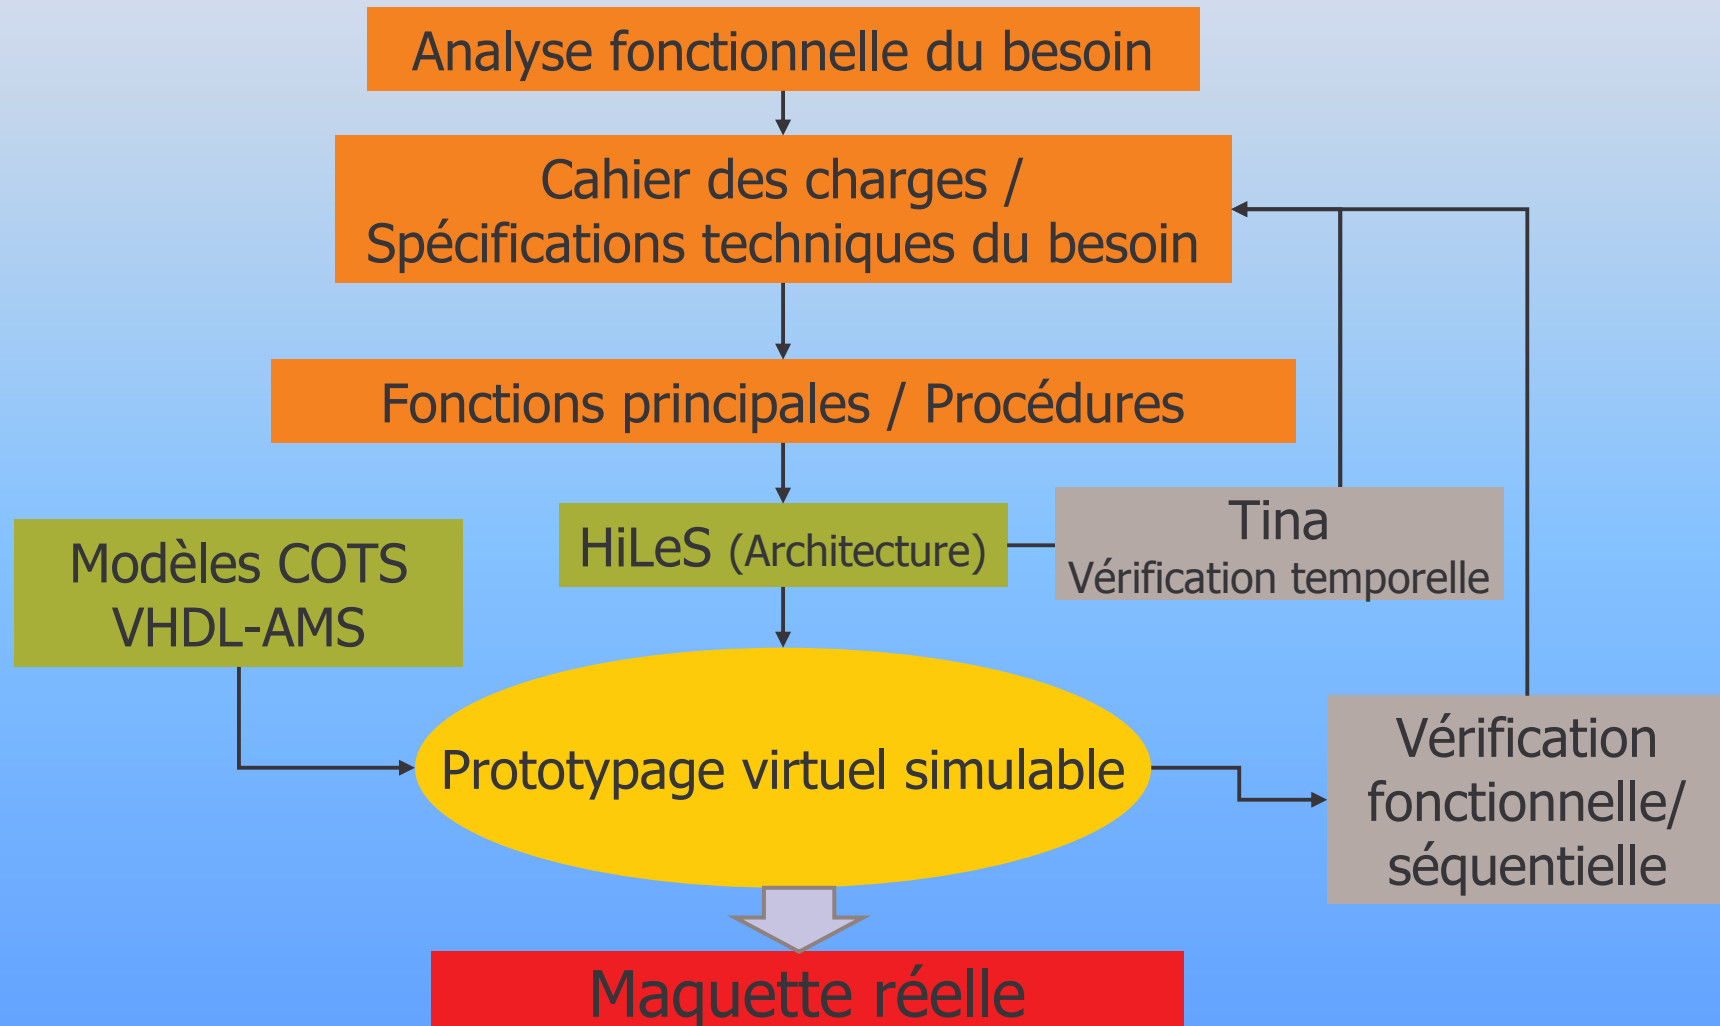 Analyse fonctionnelle du besoin
Cahier des charges /
Spécifications techniques du besoin
Fonctions principales / Procédures
HiLeS (Architecture)
Tina
Vérification temporelle
Modèles COTS
VHDL-AMS
Prototypage virtuel simulable
Vérification
fonctionnelle/
séquentielle
Maquette réelle